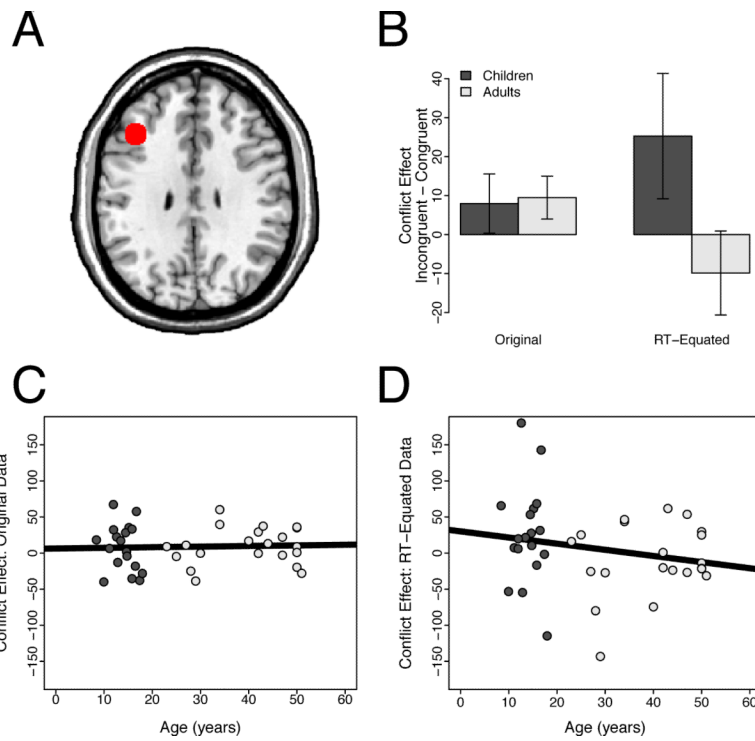 A
B
Children
Adults
Conflict Effect
Incongruent − Congruent
−20 −10 0 10 20 30 40
Original
RT−Equated
C
Conflict Effect: Original Data
−150 −100 −50 0 50 100 150
0 10 20 30 40 50 60
Age (years)
D
Conflict Effect: RT−Equated Data
−150 −100 −50 0 50 100 150
0 10 20 30 40 50 60
Age (years)